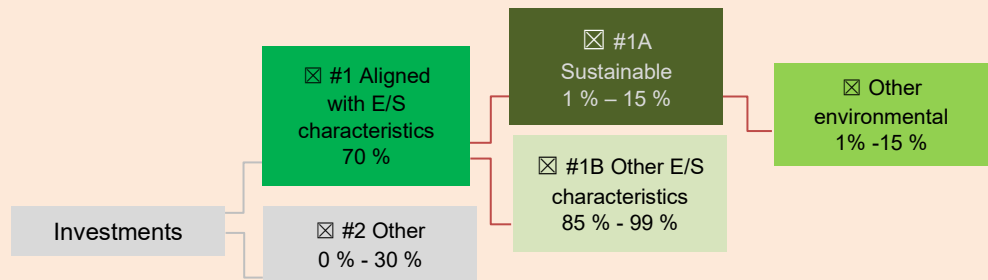 Investments
☒ #1 Aligned
with E/S
characteristics
70 %
☒ #2 Other
0 % - 30 %
☒ #1A
Sustainable
1 % – 15 %
☒ #1B Other E/S
characteristics
85 % - 99 %
☒ Other
environmental
1% -15 %